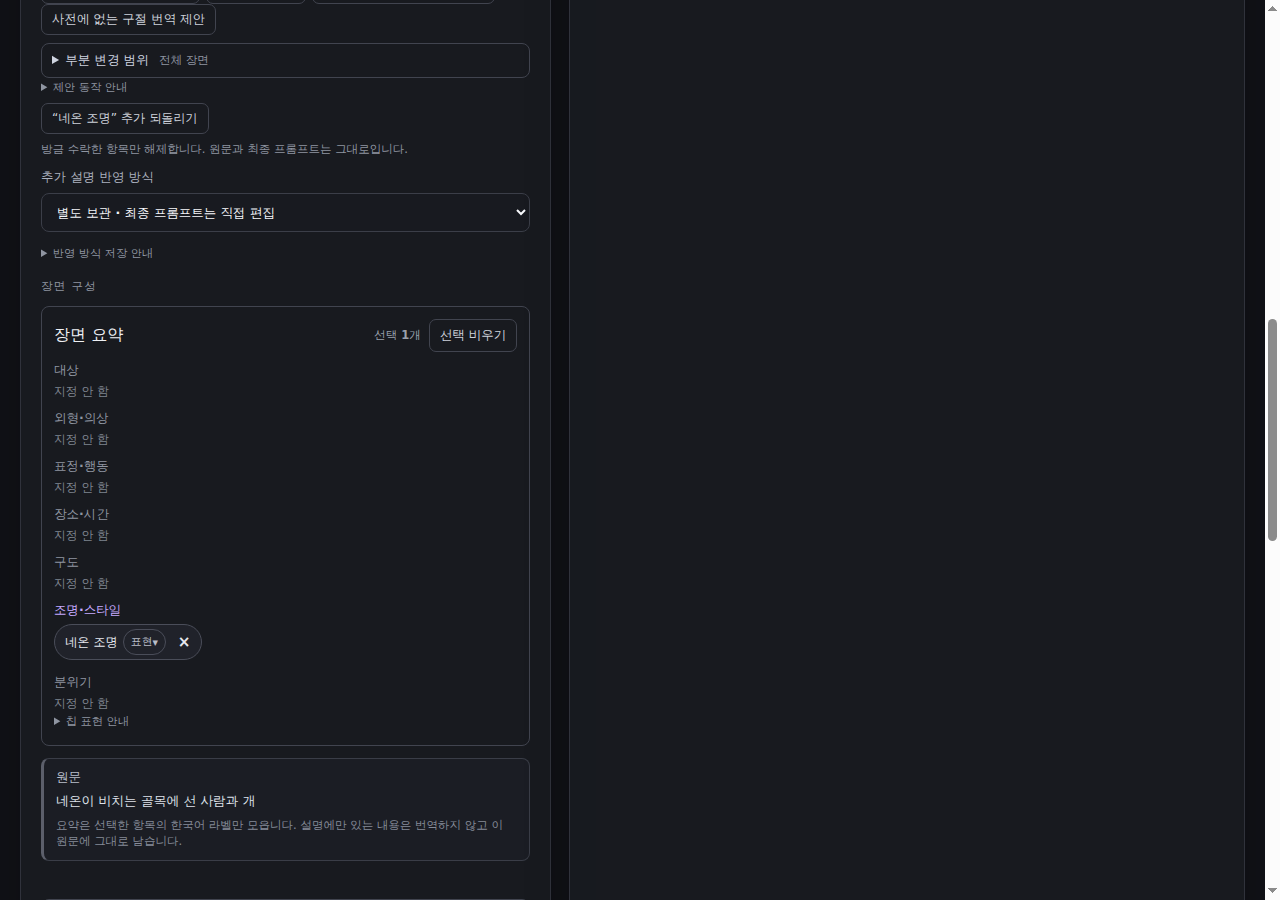 사전에 없는 구절 번역 제안
▶ 부분 변경 범위 전체 장면
▶ 제안 동작 안내
“네온 조명” 추가 되돌리기
방금 수락한 항목만 해제합니다. 원문과 최종 프롬프트는 그대로입니다.
추가 설명 반영 방식
별도 보관 · 최종 프롬프트는 직접 편집
▶ 반영 방식 저장 안내
장면 구성
장면 요약 선택 1개 선택 비우기
대상
지정 안 함
외형·의상
지정 안 함
표정·행동
지정 안 함
장소·시간
지정 안 함
구도
지정 안 함
조명·스타일
네온 조명 표현▾ ×
분위기
지정 안 함
▶ 칩 표현 안내
원문
네온이 비치는 골목에 선 사람과 개
요약은 선택한 항목의 한국어 라벨만 모읍니다. 설명에만 있는 내용은 번역하지 않고 이
원문에 그대로 남습니다.